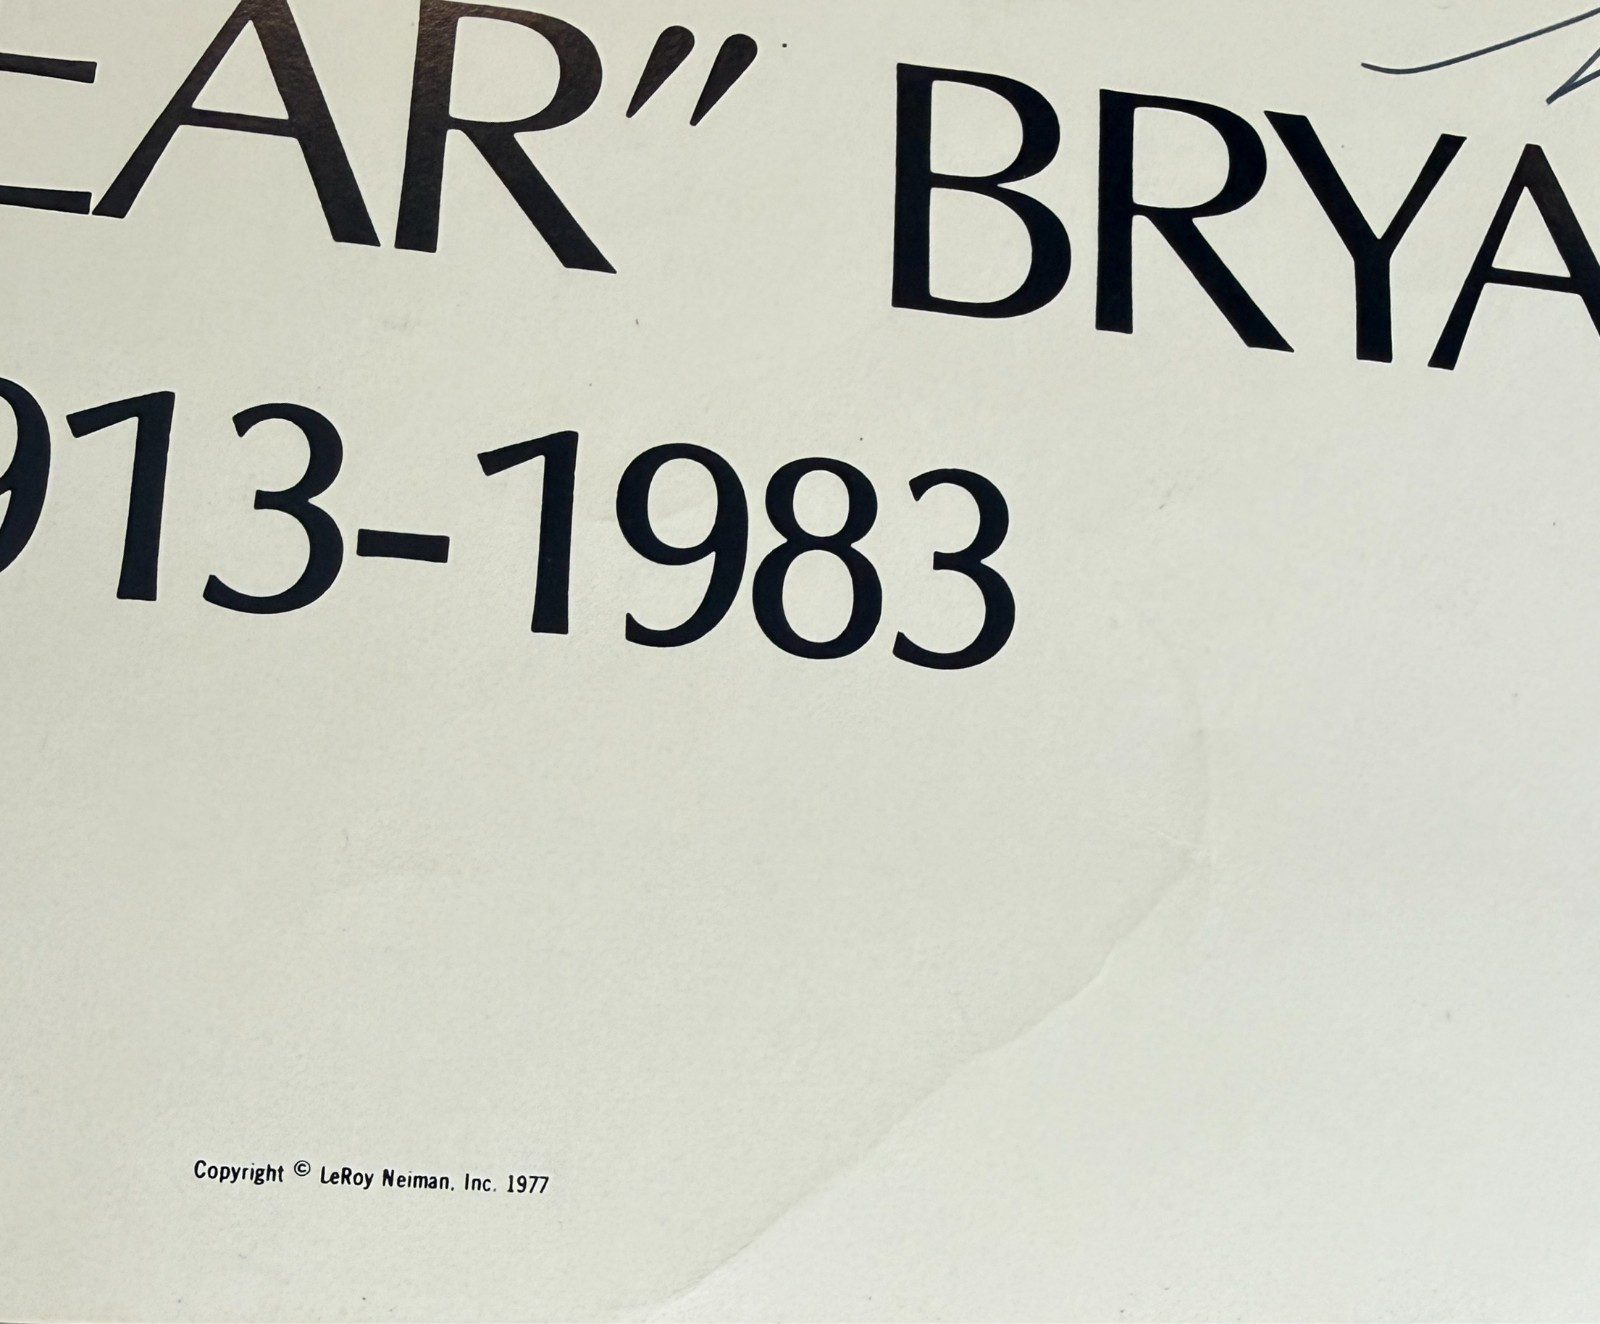 EAR" BRYA
913-1983
Copyright © LeRoy Neiman, Inc. 1977